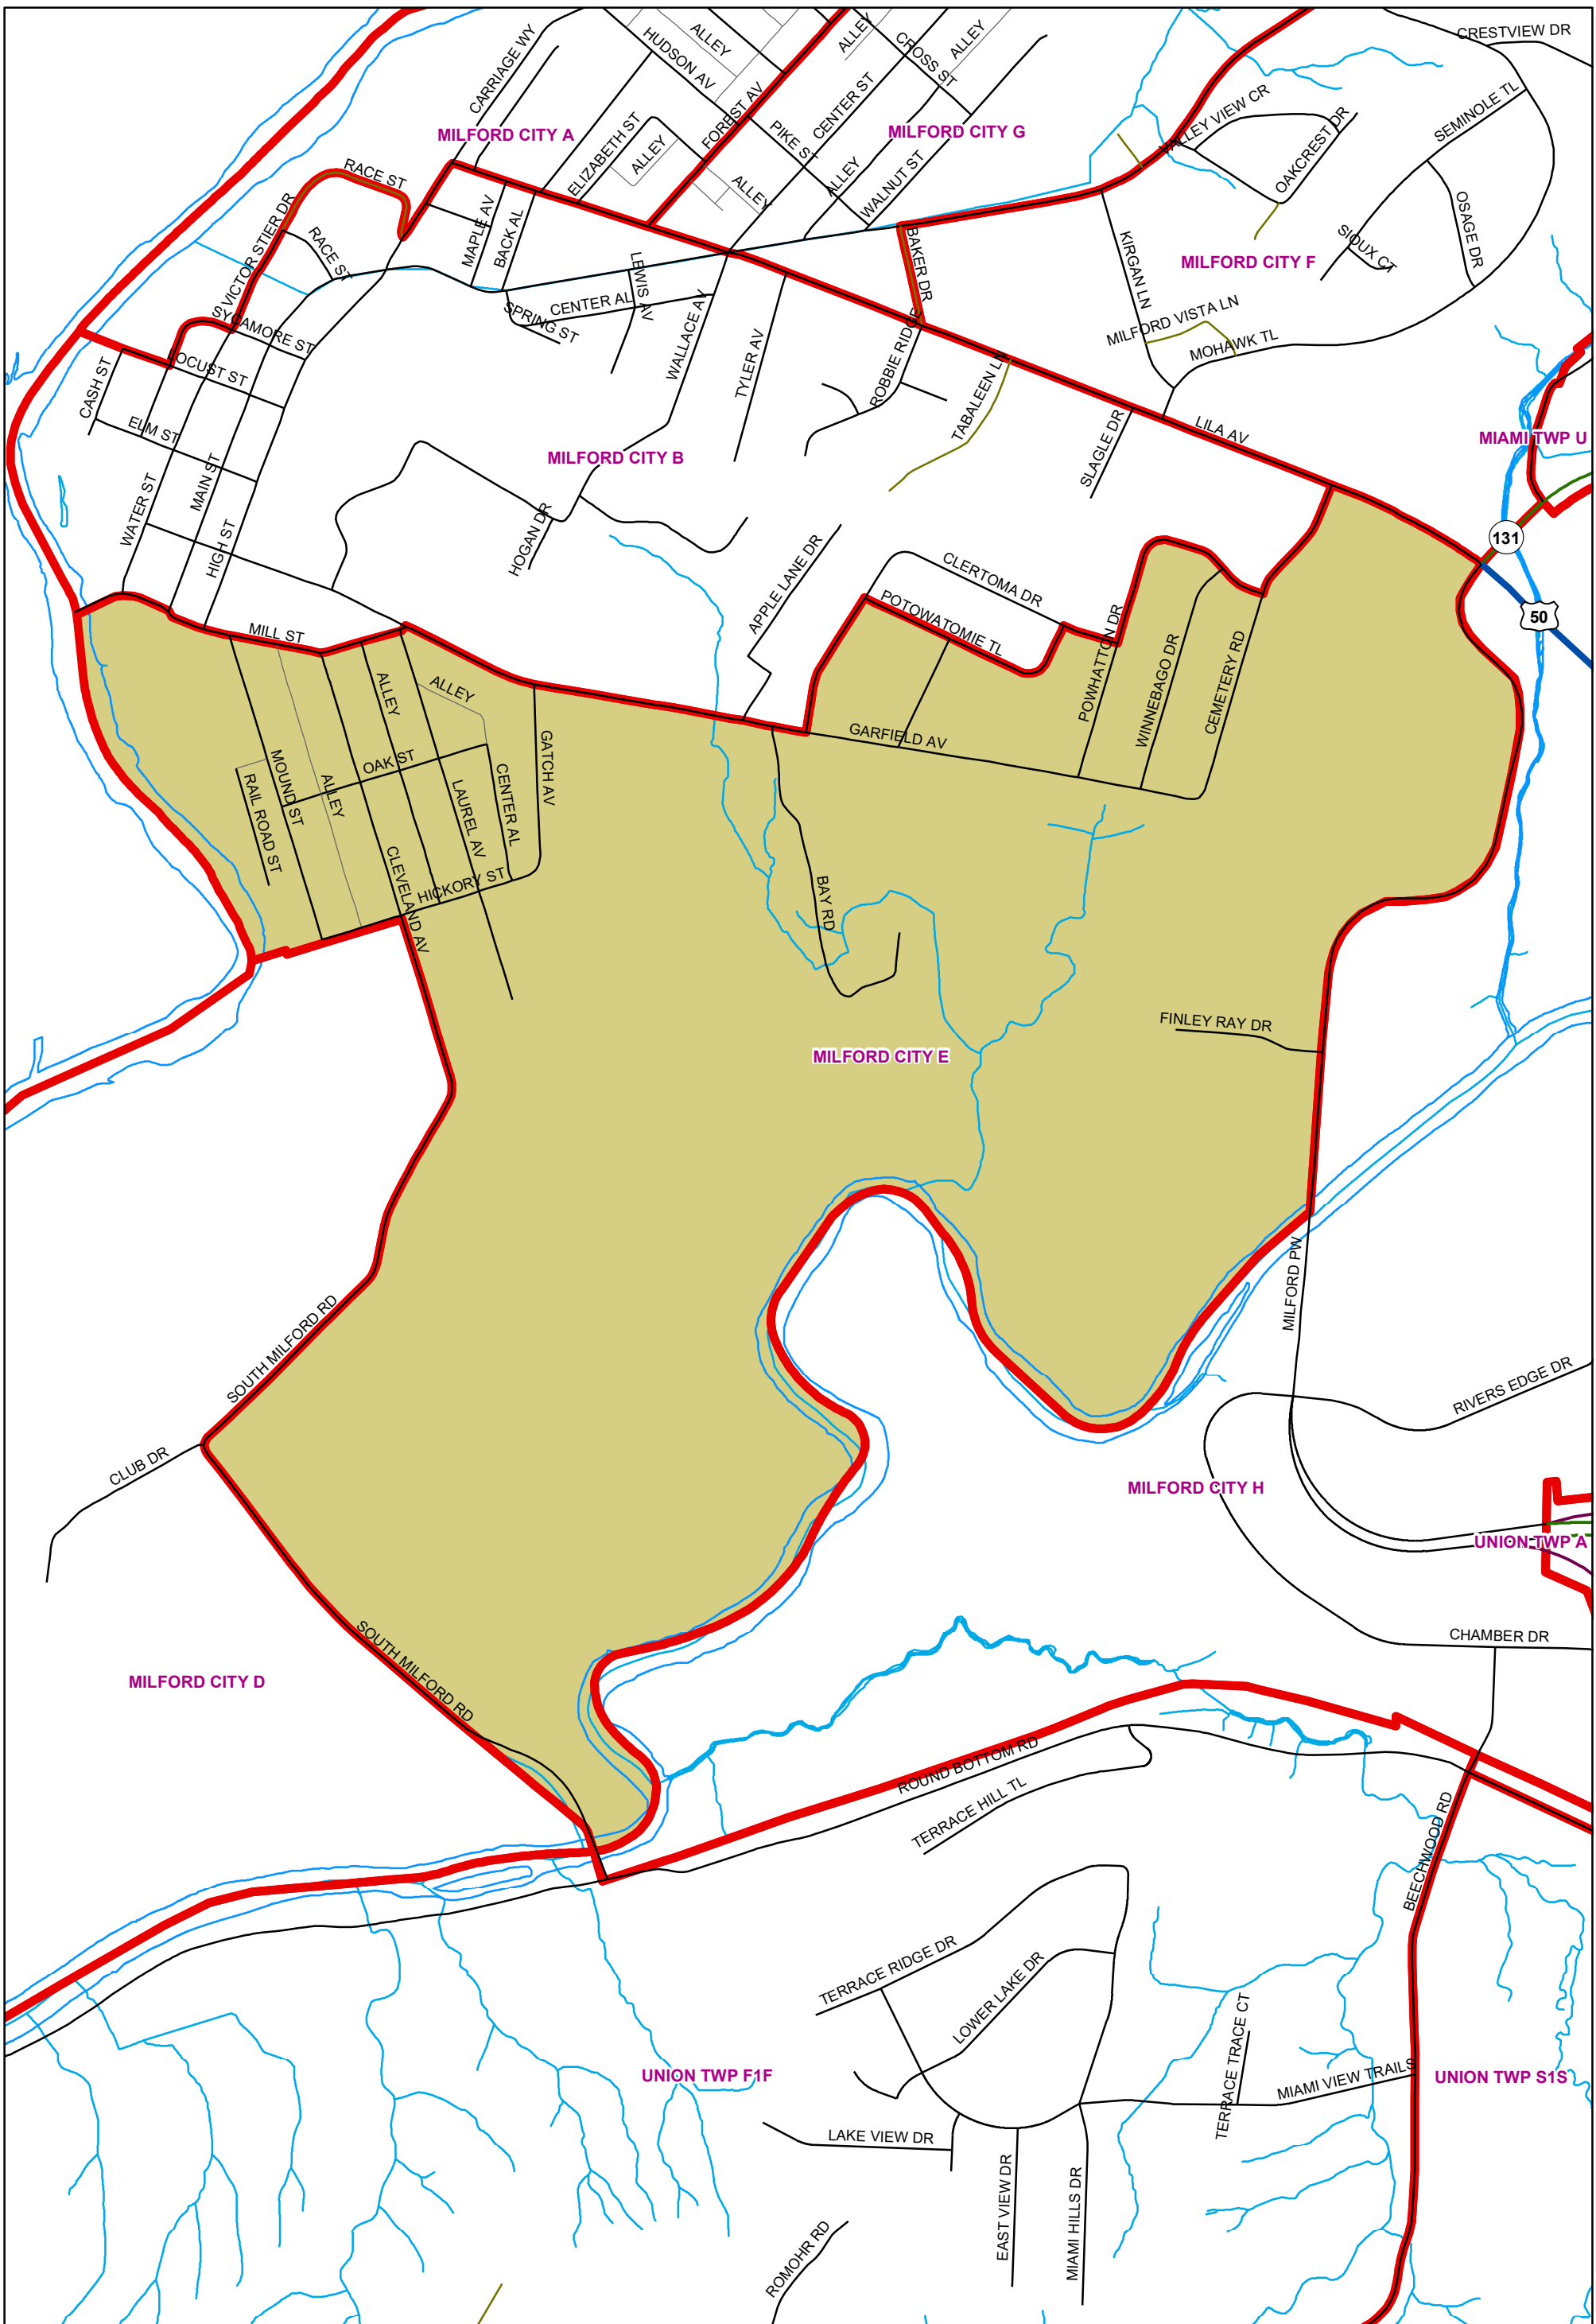 CRESTVIEW DR
ALLEY
ALLEY
CROSS ST
ALLEY
HUDSON AV
CARRIAGE WY
SEMINOLE TL
FOREST AV
CENTER ST
VALLEY VIEW CR
OAKCREST DR
MILFORD CITY A
MILFORD CITY G
ELIZABETH ST
ALLEY
PIKE ST
ALLEY
ALLEY
WALNUT ST
RACE ST
VICTOR STIER DR
RACE ST
MAPLE AV
BACK AL
LEWIS AV
BAKER DR
KIRGAN LN
MILFORD CITY F
SIOUX CT
OSAGE DR
SYCAMORE ST
SPRING ST
CENTER AL
WALLACE AV
TYLER AV
ROBBIE RIDGE
MILFORD VISTA LN
MOHAWK TL
LOCUST ST
CASH ST
ELM ST
TABALEEN L
SLAGLE DR
LILA AV
MIAMI TWP U
MILFORD CITY B
WATER ST
MAIN ST
HIGH ST
HOGAN DR
131
APPLE LANE DR
CLERTOMA DR
POTOWATOMIE TL
50
MILL ST
POWHATTON DR
WINNEBAGO DR
CEMETERY RD
ALLEY
ALLEY
GARFIELD AV
GATCH AV
OAK ST
MOUND ST
RAIL ROAD ST
ALLEY
LAUREL AV
CENTER AL
CLEVELAND AV
HICKORY ST
BAY RD
FINLEY RAY DR
MILFORD CITY E
MILFORD PW
SOUTH MILFORD RD
RIVERS EDGE DR
CLUB DR
MILFORD CITY H
UNION TWP A
CHAMBER DR
SOUTH MILFORD RD
MILFORD CITY D
ROUND BOTTOM RD
TERRACE HILL TL
BEECHWOOD RD
TERRACE RIDGE DR
LOWER LAKE DR
TERRACE TRACE CT
UNION TWP F1F
MIAMI VIEW TRAILS
UNION TWP S1S
LAKE VIEW DR
EAST VIEW DR
MIAMI HILLS DR
ROMOHR RD